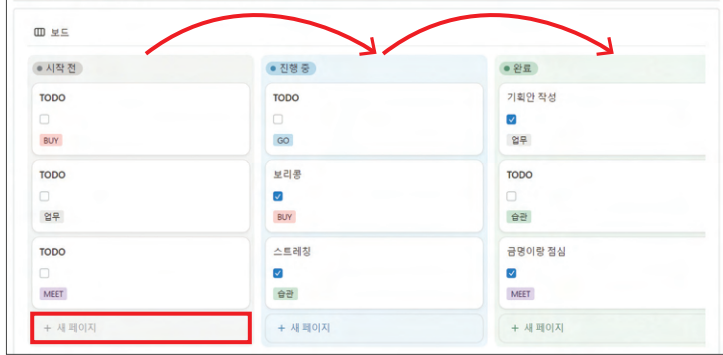 보드
시작 전
TODO
BUY
TODO
업무
TODO
MEET
+ 새 페이지
진행 중
TODO
GO
보리콩
BUY
스트레칭
습관
+ 새 페이지
완료
기획안 작성
업무
TODO
습관
금명이랑 점심
MEET
+ 새 페이지